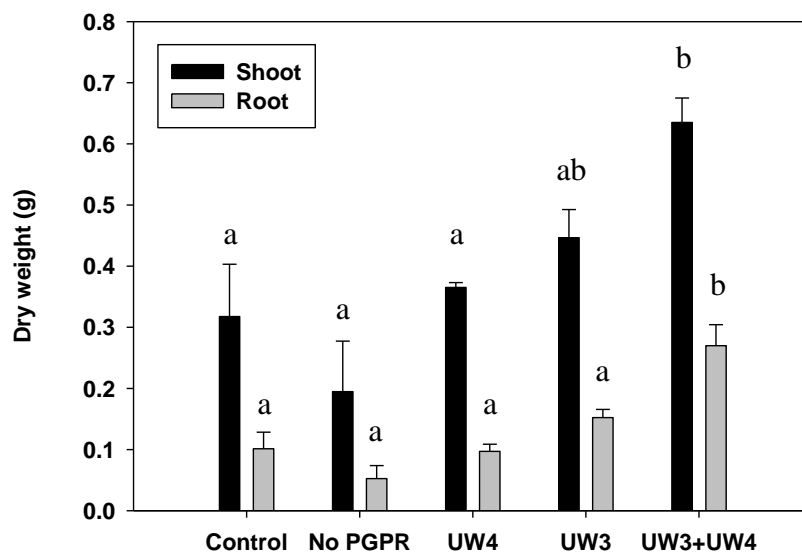 0.8
0.7
0.6
0.5
0.4
0.3
0.2
0.1
0.0
Dry weight (g)
Shoot
Root
a
a
a
a
a
a
ab
a
b
b
Control No PGPR UW4 UW3 UW3+UW4